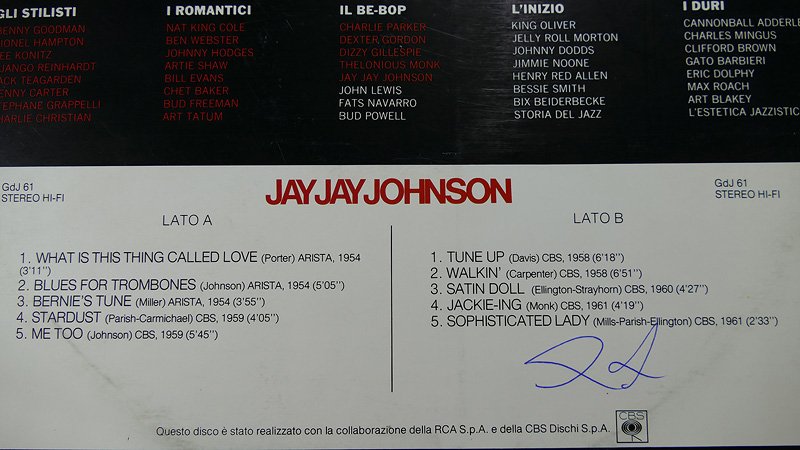 GLI STILISTI
BENNY GOODMAN
LIONEL HAMPTON
LEE KONITZ
DJANGO REINHARDT
JACK TEAGARDEN
BENNY CARTER
STEPHANE GRAPPELLI
CHARLIE CHRISTIAN
I ROMANTICI
NAT KING COLE
BEN WEBSTER
JOHNNY HODGES
ARTIE SHAW
BILL EVANS
CHET BAKER
BUD FREEMAN
ART TATUM
IL BE-BOP
CHARLIE PARKER
DEXTER GORDON
DIZZY GILLESPIE
THELONIOUS MONK
JAY JAY JOHNSON
JOHN LEWIS
FATS NAVARRO
BUD POWELL
L'INIZIO
KING OLIVER
JELLY ROLL MORTON
JOHNNY DODDS
JIMMIE NOONE
HENRY RED ALLEN
BESSIE SMITH
BIX BEIDERBECKE
STORIA DEL JAZZ
I DURI
CANNONBALL ADDERLE
CHARLES MINGUS
CLIFFORD BROWN
GATO BARBIERI
ERIC DOLPHY
MAX ROACH
ART BLAKEY
L'ESTETICA JAZZISTIC
GdJ 61
STEREO HI-FI
JAY JAY JOHNSON
GdJ 61
STEREO HI-FI
LATO A
1. WHAT IS THIS THING CALLED LOVE (Porter) ARISTA, 1954
(3'11'')
2. BLUES FOR TROMBONES (Johnson) ARISTA, 1954 (5'05'')
3. BERNIE'S TUNE (Miller) ARISTA, 1954 (3'55'')
4. STARDUST (Parish-Carmichael) CBS, 1959 (4'05'')
5. ME TOO (Johnson) CBS, 1959 (5'45'')
LATO B
1. TUNE UP (Davis) CBS, 1958 (6'18'')
2. WALKIN' (Carpenter) CBS, 1958 (6'51'')
3. SATIN DOLL (Ellington-Strayhorn) CBS, 1960 (4'27'')
4. JACKIE-ING (Monk) CBS, 1961 (4'19'')
5. SOPHISTICATED LADY (Mills-Parish-Ellington) CBS, 1961 (2'33'')
Questo disco è stato realizzato con la collaborazione della RCA S.p.A. e della CBS Dischi S.p.A.
CBS